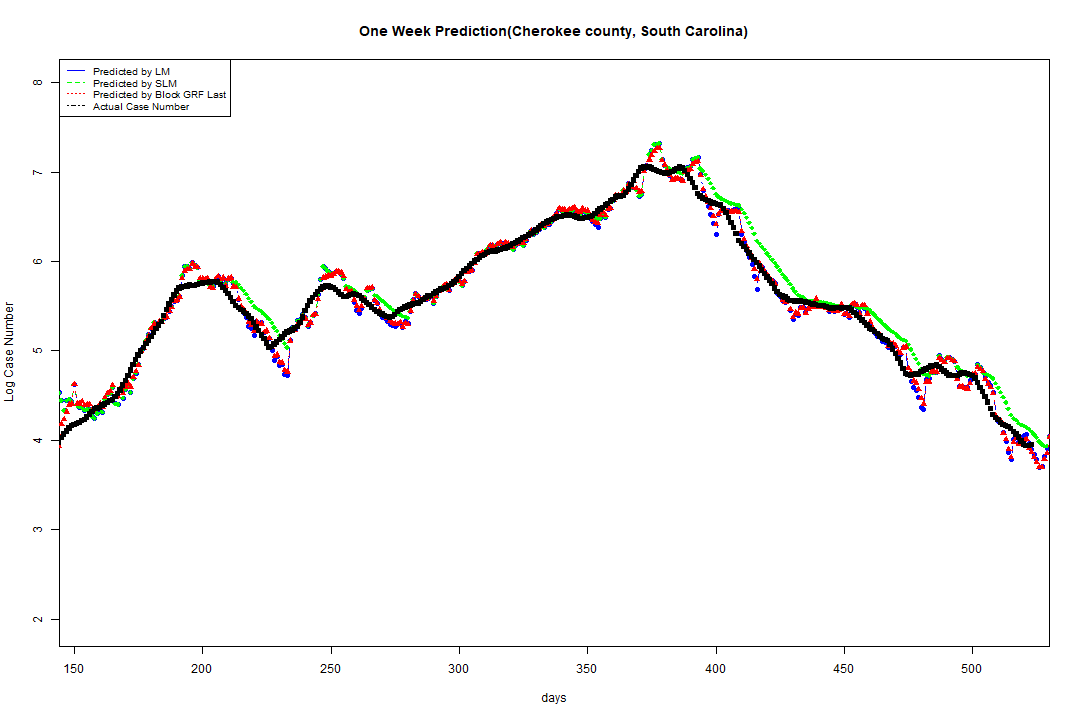 One Week Prediction(Cherokee county, South Carolina)
Predicted by LM
Predicted by SLM
Predicted by Block GRF Last
Actual Case Number
8
7
6
5
4
3
2
Log Case Number
150 200 250 300 350 400 450 500
days